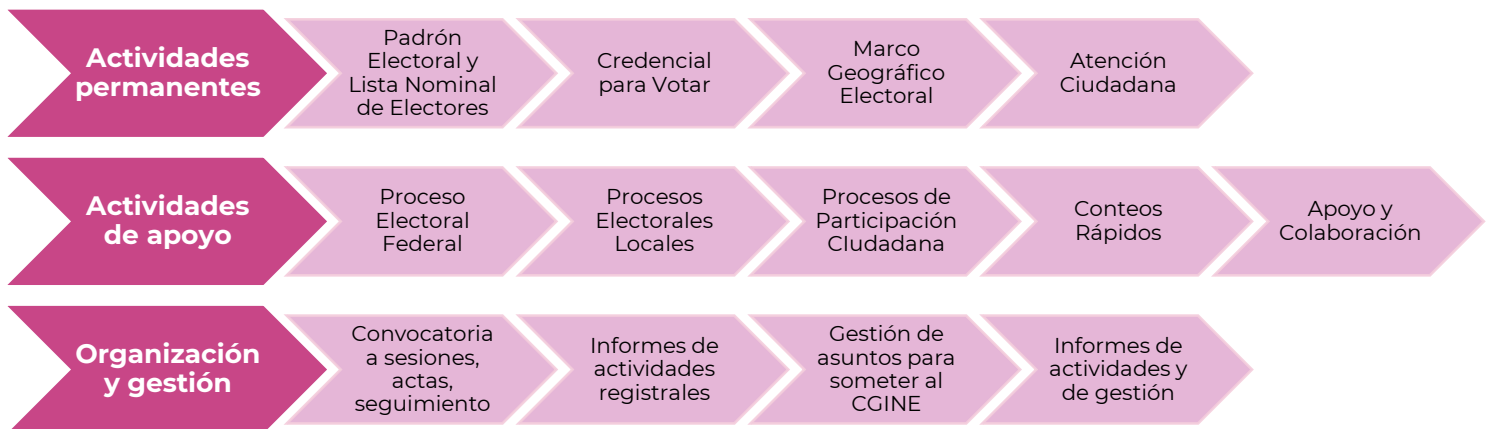 Actividades
permanentes
Padrón
Electoral y
Lista Nominal
de Electores
Credencial
para Votar
Marco
Geográfico
Electoral
Atención
Ciudadana
Actividades
de apoyo
Proceso
Electoral
Federal
Procesos
Electorales
Locales
Procesos de
Participación
CIudadana
Conteos
Rápidos
Apoyo y
Colaboración
Organización
y gestión
Convocatoria
a sesiones,
actas,
seguimiento
Informes de
actividades
registrales
Gestión de
asuntos para
someter al
CGINE
Informes de
actividades y
de gestión